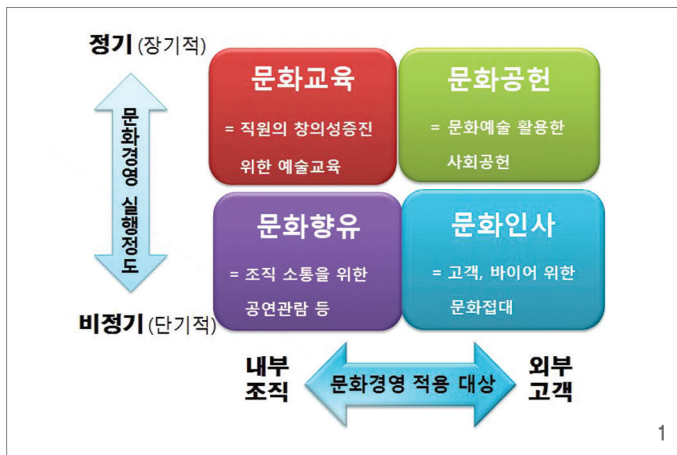 정기 (장기적)
문화경영 실행정도
비정기 (단기적)
문화교육
= 직원의 창의성증진
위한 예술교육
문화공헌
= 문화예술 활용한
사회공헌
문화향유
= 조직 소통을 위한
공연관람 등
문화인사
= 고객, 바이어 위한
문화접대
내부
조직
문화경영 적용 대상
외부
고객
1